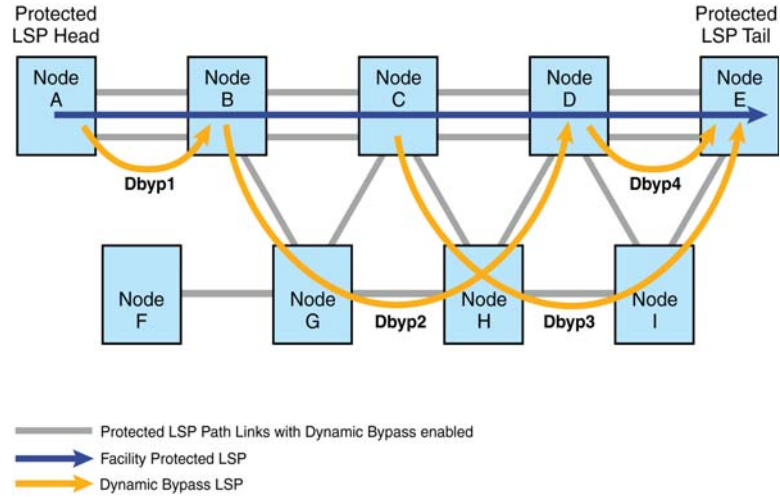 Protected
LSP Head
Protected
LSP Tail
Node
A
Node
B
Node
C
Node
D
Node
E
Dbyp1
Dbyp4
Node
F
Node
G
Node
H
Node
I
Dbyp2
Dbyp3
Protected LSP Path Links with Dynamic Bypass enabled
Facility Protected LSP
Dynamic Bypass LSP